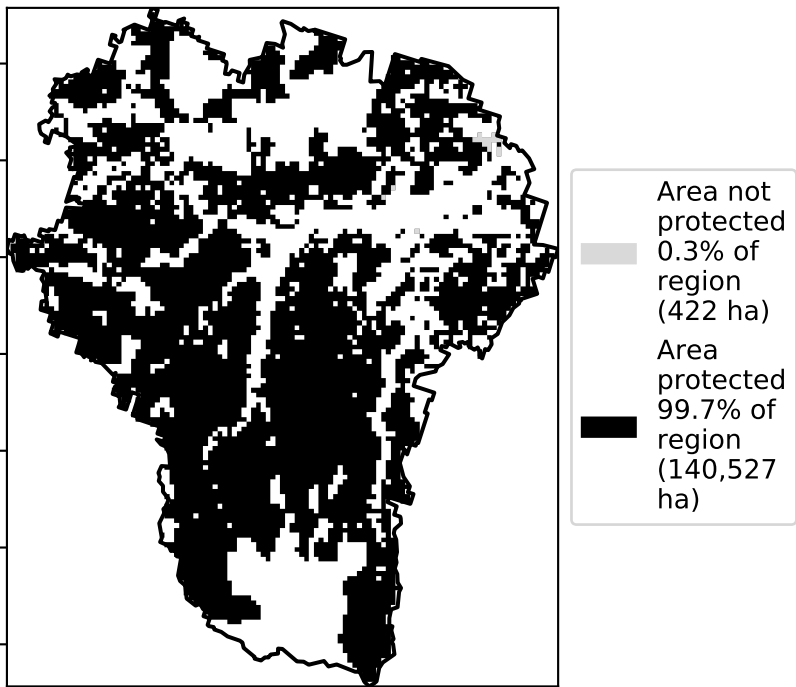 Area not
protected
0.3% of
region
(422 ha)
Area
protected
99.7% of
region
(140,527
ha)